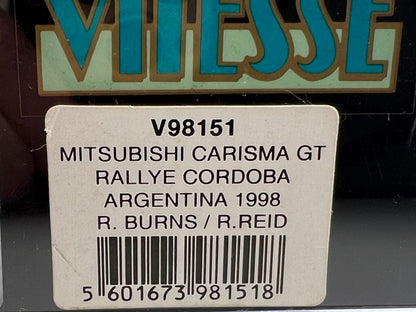 VITESSE
V98151
MITSUBISHI CARISMA GT
RALLYE CORDOBA
ARGENTINA 1998
R. BURNS / R.REID
5 601673 981518